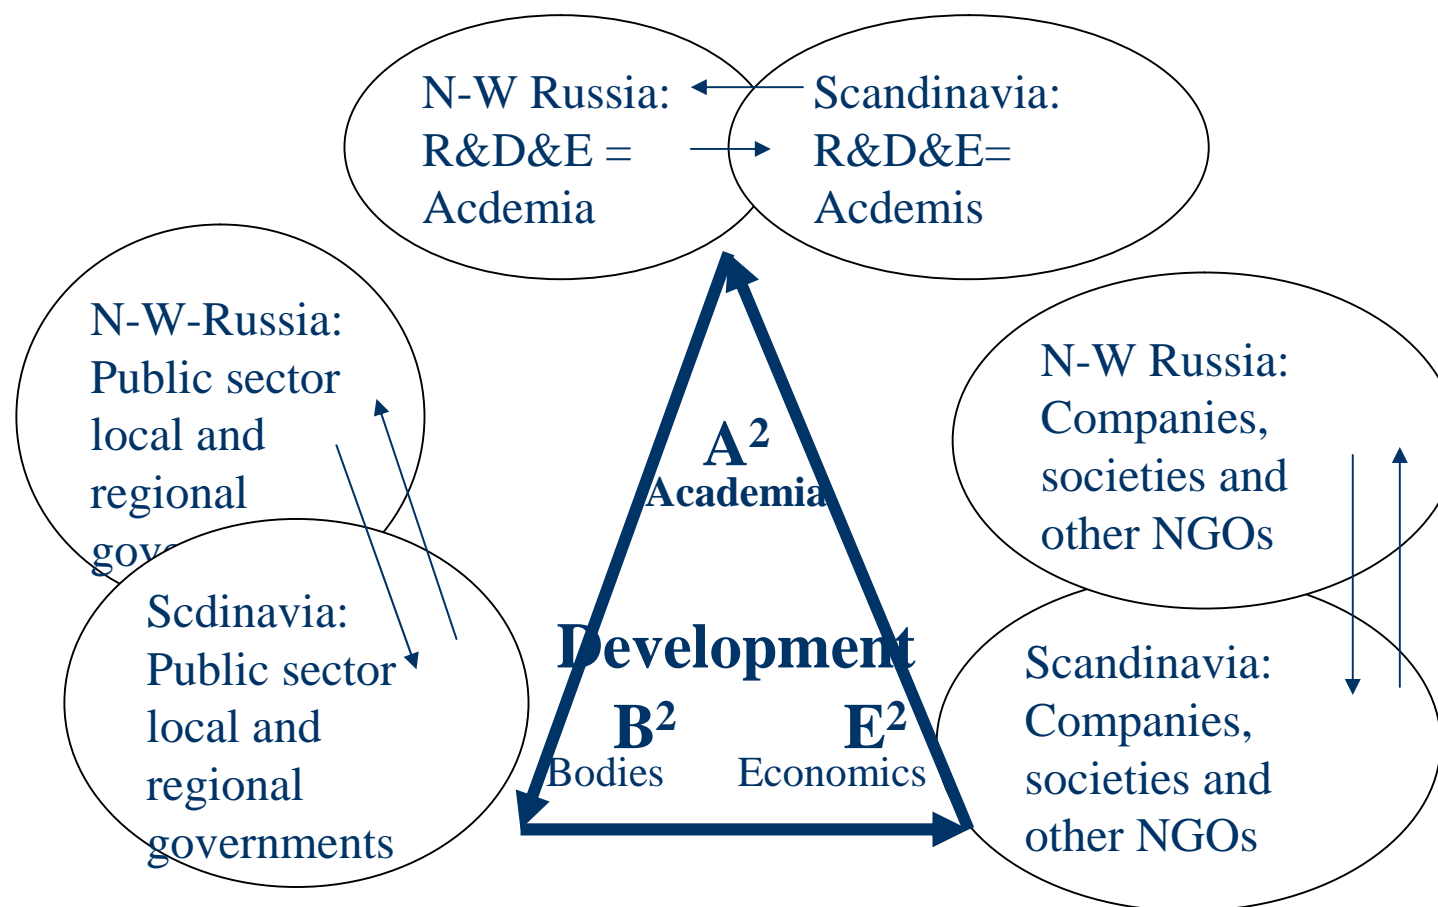 N-W Russia:
R&D&E =
Acdemia
Scandinavia:
R&D&E=
Acdemis
N-W-Russia:
Public sector
local and
regional
Scdinavia:
Public sector
local and
regional
governments
A²
Academia
Development
B²
Bodies
E²
Economics
N-W Russia:
Companies,
societies and
other NGOs
Scandinavia:
Companies,
societies and
other NGOs